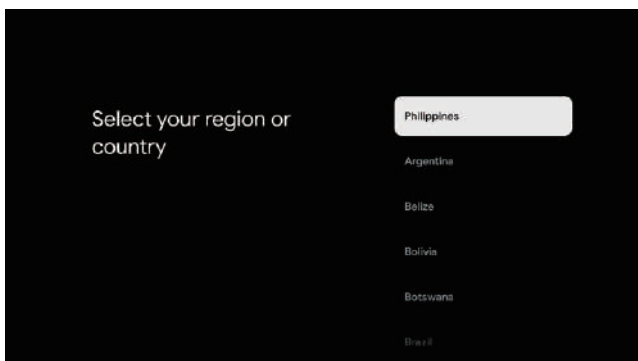 Select your region or
country
Philippines
Argentina
Belize
Bolivia
Botswana
Brazil